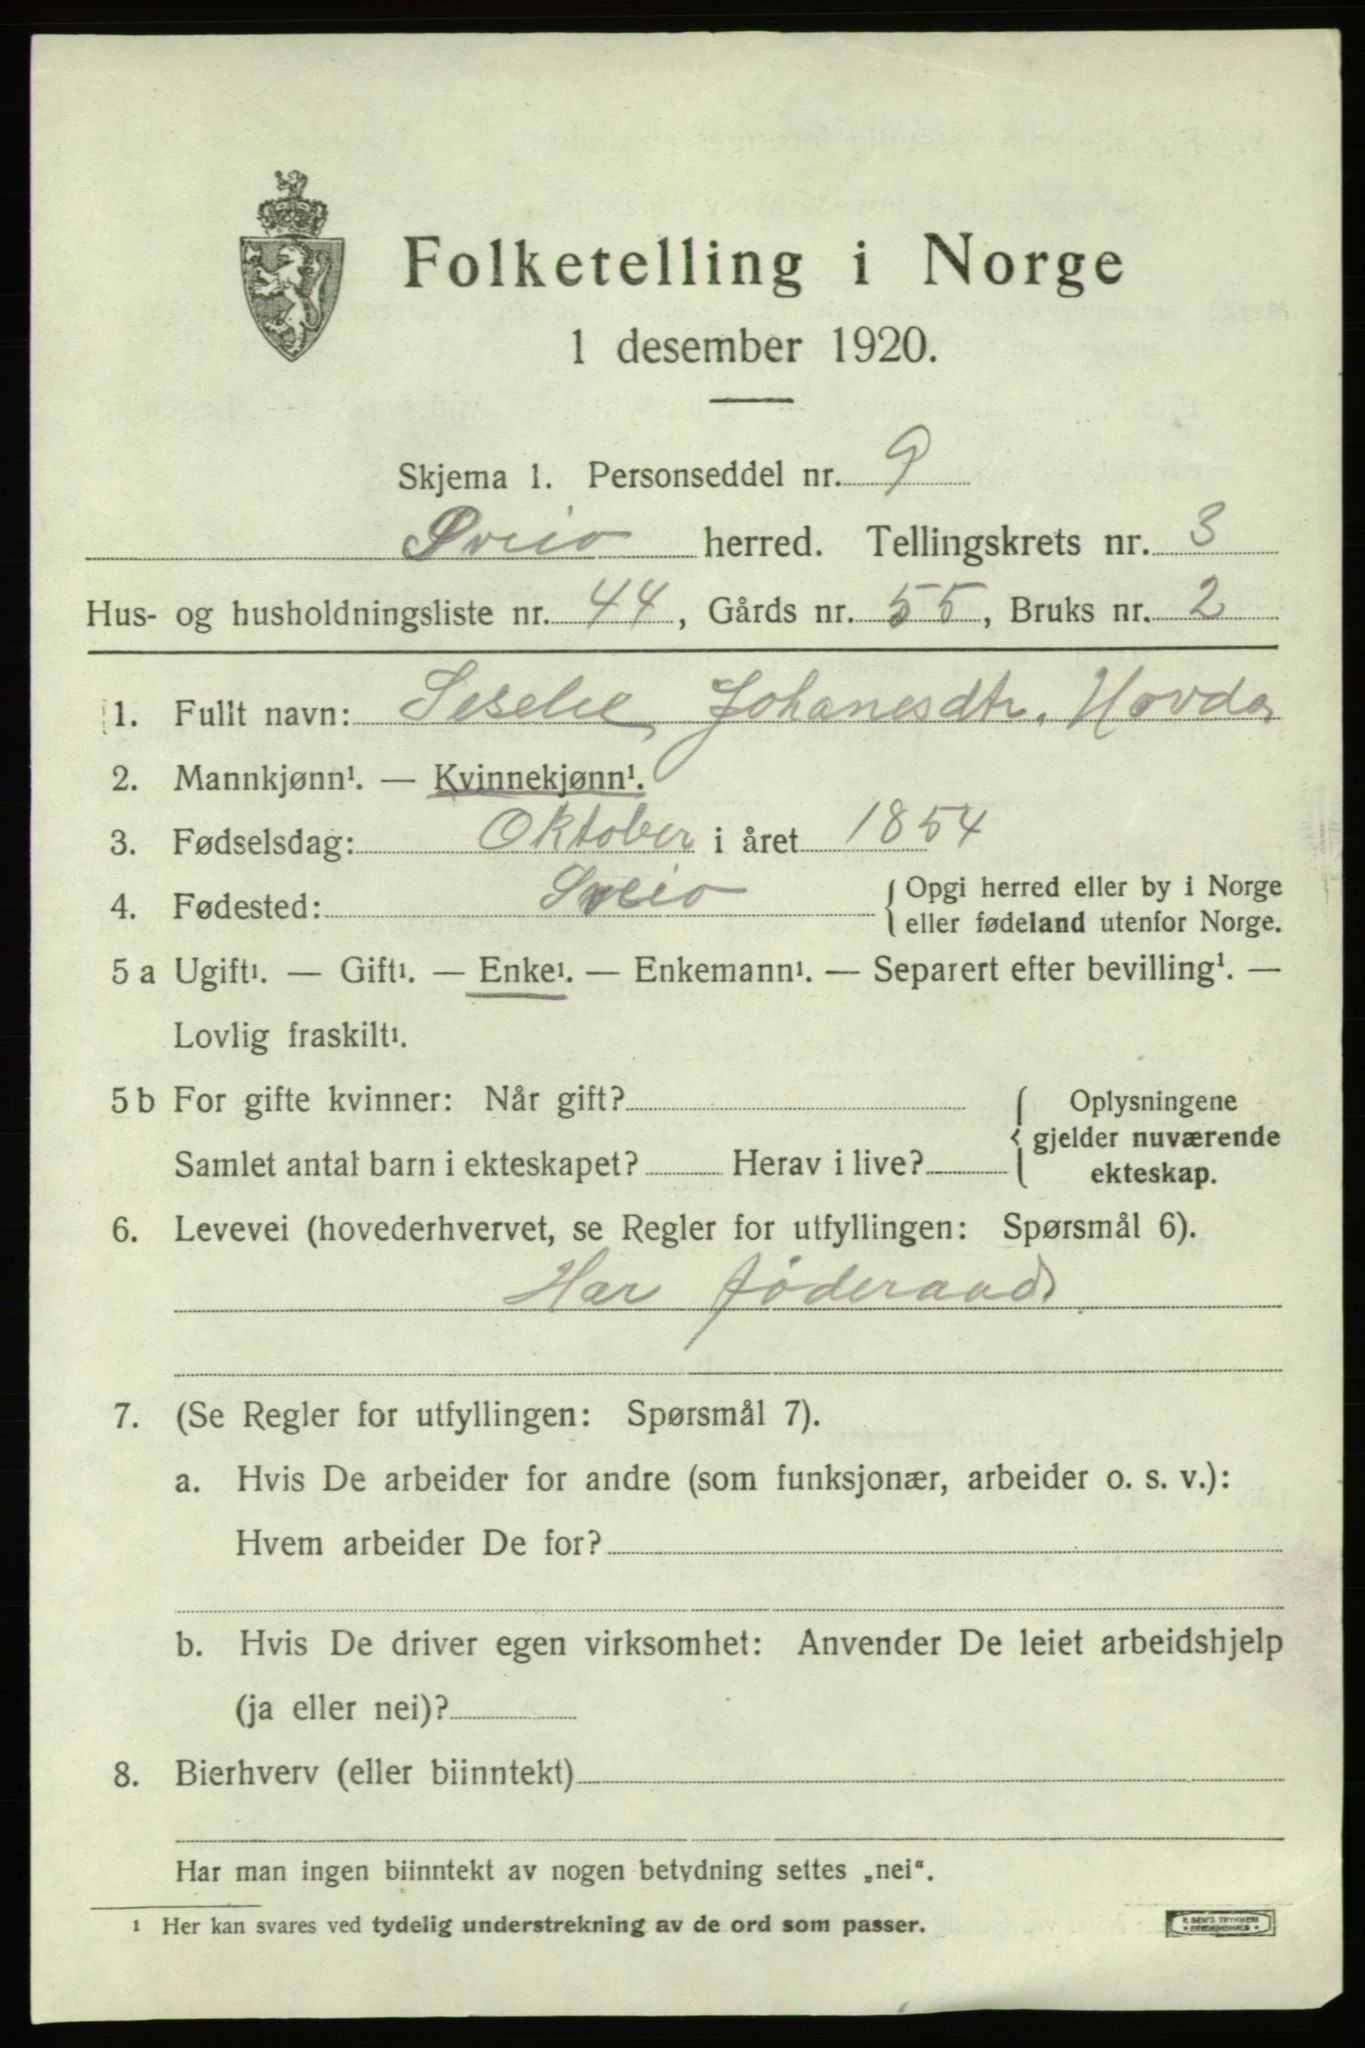 Folketelling i Norge
1 desember 1920.
Skjema 1. Personseddel nr. 9
Sveio herred. Tellingskrets nr. 3
Hus- og husholdningsliste nr. 44, Gårds nr. 55, Bruks nr. 2
1. Fullt navn: Johanesdtr. Hovda
2. Mannkjønn¹. — Kvinnekjønn¹.
3. Fødselsdag: Oktober i året 1854
4. Fødested: Sveio { Opgi herred eller by i Norge
eller fødeland utenfor Norge.
5 a Ugift¹. — Gift¹. — Enke¹. — Enkemann¹. — Separert efter bevilling¹. —
Lovlig fraskilt¹.
5 b For gifte kvinner: Når gift? { Oplysningene
gjelder nuværende
Samlet antal barn i ekteskapet? Herav i live? ekteskap.
6. Levevei (hovederhvervet, se Regler for utfyllingen: Spørsmål 6).
Har föderaad
7. (Se Regler for utfyllingen: Spørsmål 7).
a. Hvis De arbeider for andre (som funksjonær, arbeider o. s. v.):
Hvem arbeider De for?
b. Hvis De driver egen virksomhet: Anvender De leiet arbeidshjelp
(ja eller nei)?
8. Bierhverv (eller biinntekt)
Har man ingen biinntekt av nogen betydning settes „nei“.
¹ Her kan svares ved tydelig understrekning av de ord som passer.
E. SEM'S TRYKKERI
* FREDRIKSHALD *